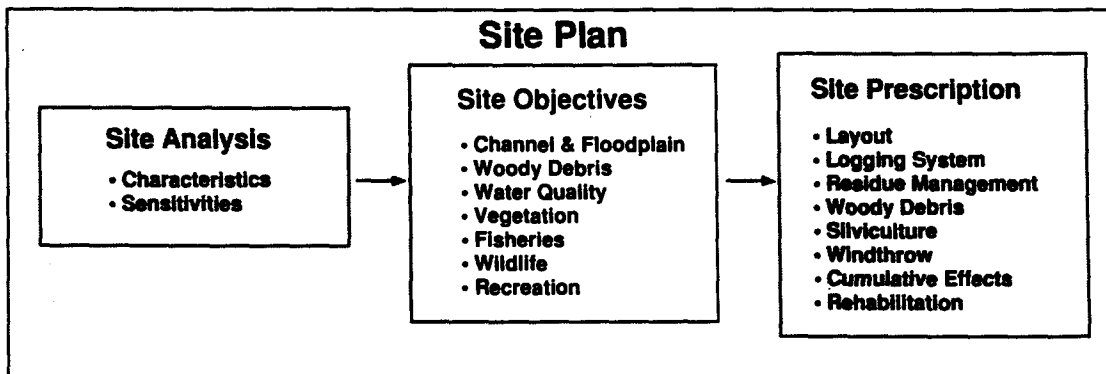 Site Plan
Site Analysis
• Characteristics
• Sensitivities
Site Objectives
• Channel & Floodplain
• Woody Debris
• Water Quality
• Vegetation
• Fisheries
• Wildlife
• Recreation
Site Prescription
• Layout
• Logging System
• Residue Management
• Woody Debris
• Silviculture
• Windthrow
• Cumulative Effects
• Rehabilitation